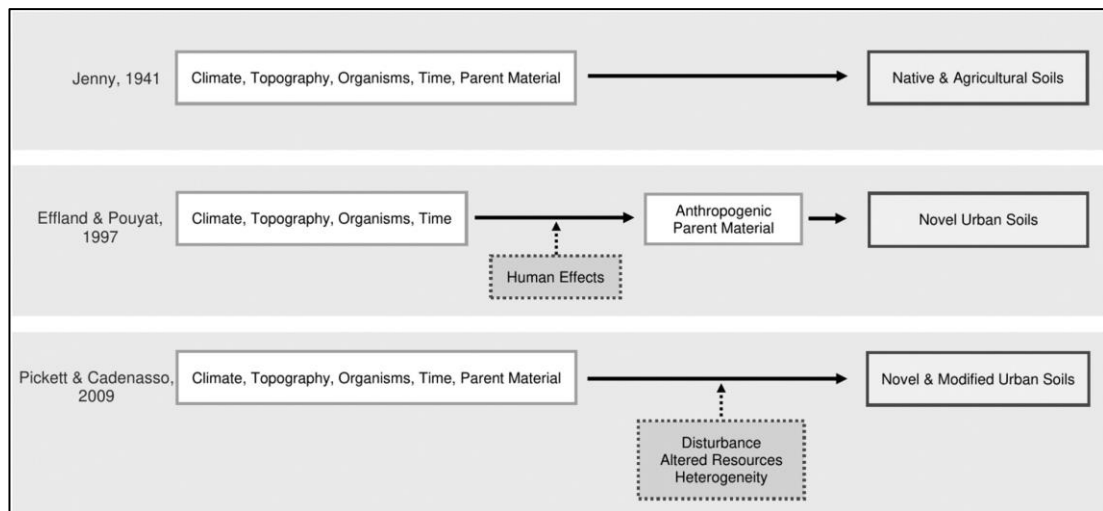 Jenny, 1941
Climate, Topography, Organisms, Time, Parent Material
Native & Agricultural Soils
Effland & Pouyat,
1997
Climate, Topography, Organisms, Time
Anthropogenic
Parent Material
Novel Urban Soils
Human Effects
Pickett & Cadenasso,
2009
Climate, Topography, Organisms, Time, Parent Material
Novel & Modified Urban Soils
Disturbance
Altered Resources
Heterogeneity